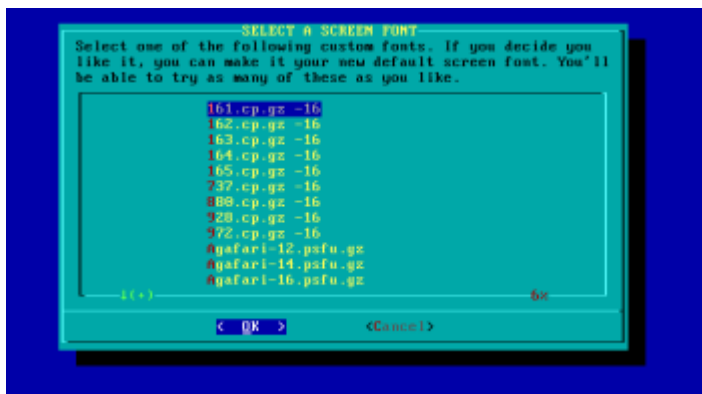 SELECT A SCREEN FONT
Select one of the following custom fonts. If you decide you
like it, you can make it your new default screen font. You'll
be able to try as many of these as you like.
161.cp.gz -16
162.cp.gz -16
163.cp.gz -16
164.cp.gz -16
165.cp.gz -16
737.cp.gz -16
880.cp.gz -16
928.cp.gz -16
972.cp.gz -16
Agafari-12.psfu.gz
Agafari-14.psfu.gz
Agafari-16.psfu.gz
↓(+) 6%
< OK > <Cancel>